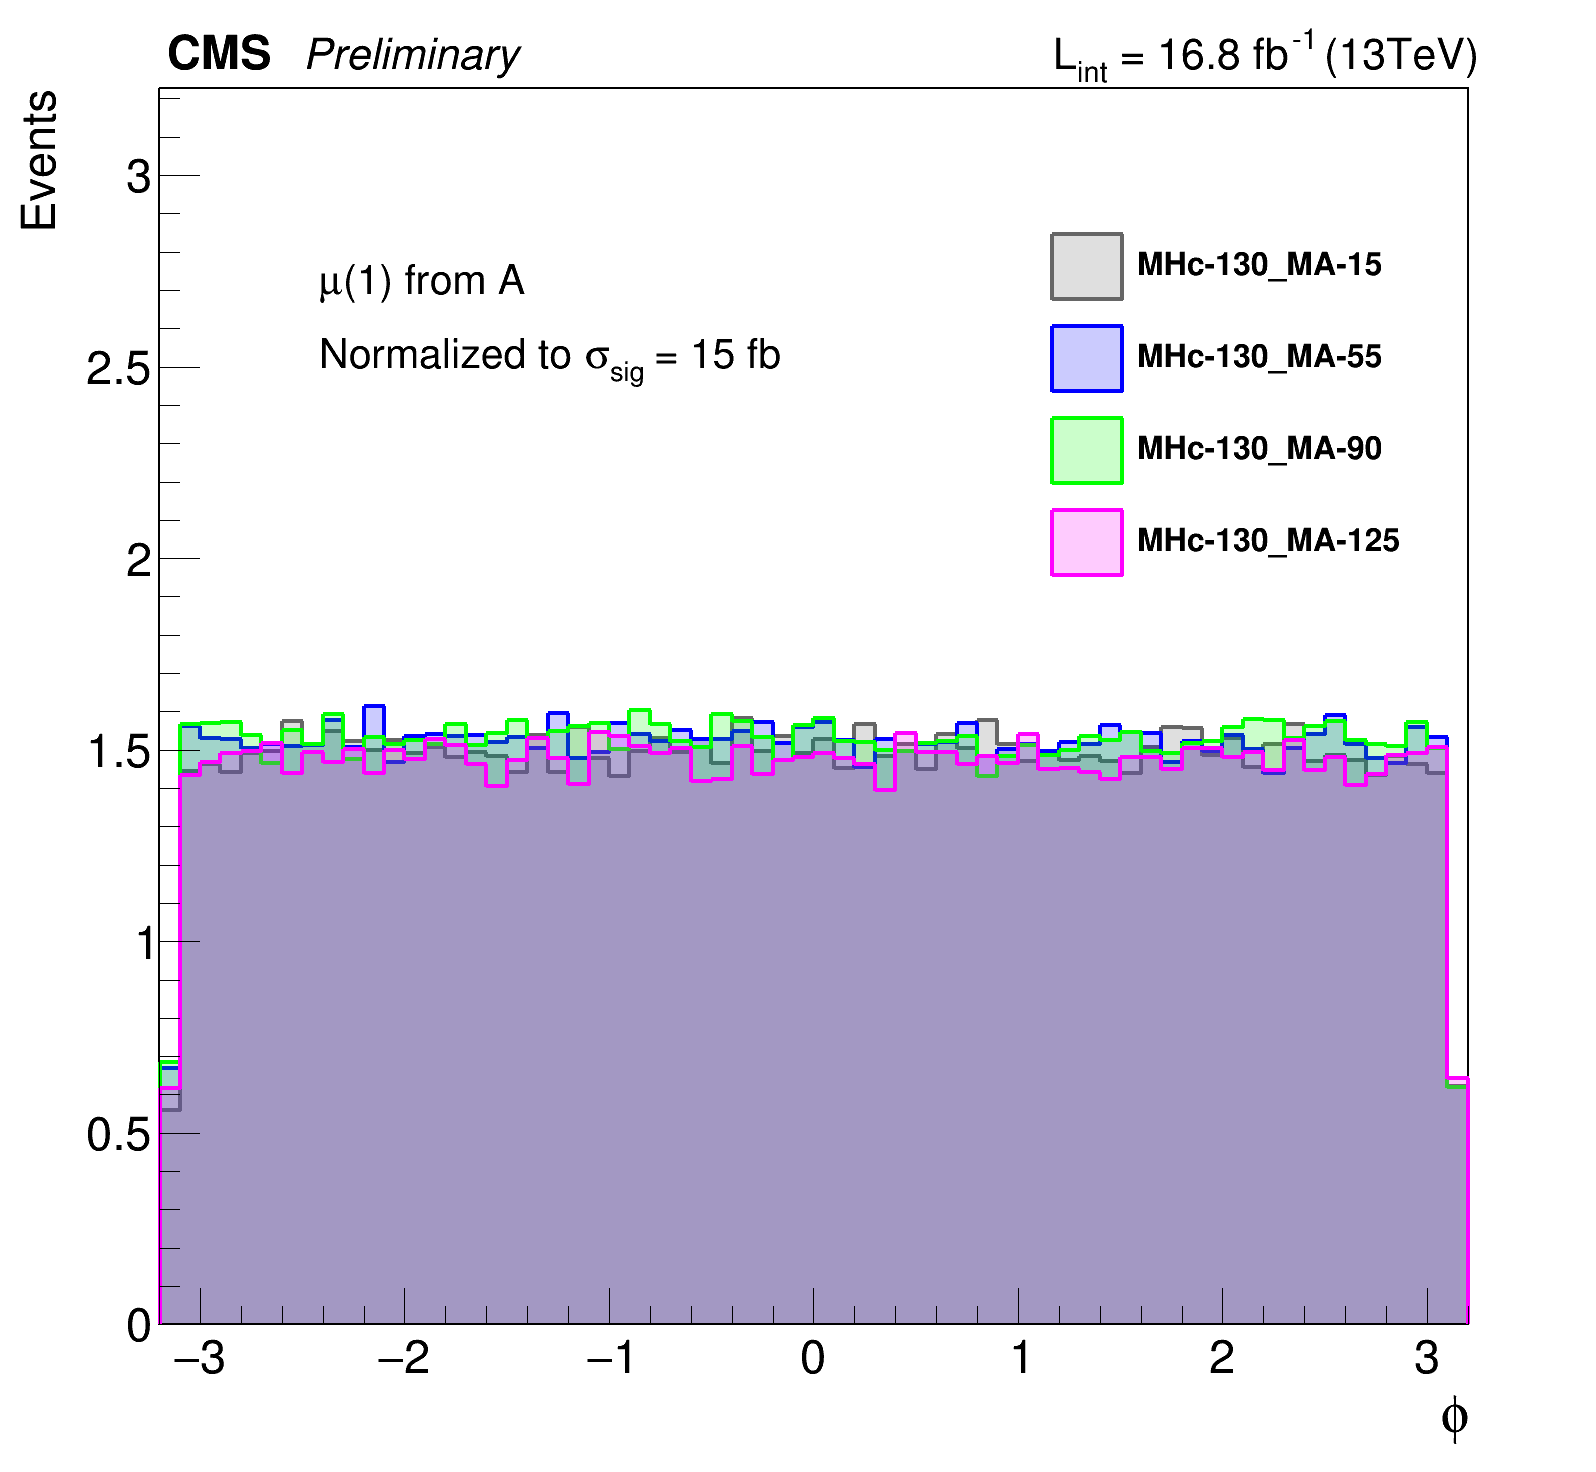 CMS Preliminary
L_int = 16.8 fb^-1 (13TeV)
Events
3
2.5
2
1.5
1
0.5
0
μ(1) from A
Normalized to σ_sig = 15 fb
MHc-130_MA-15
MHc-130_MA-55
MHc-130_MA-90
MHc-130_MA-125
−3 −2 −1 0 1 2 3
ϕ